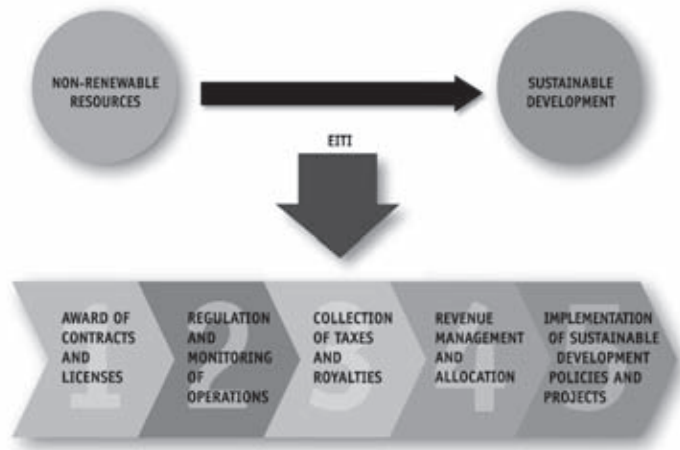 NON-RENEWABLE
RESOURCES
SUSTAINABLE
DEVELOPMENT
EITI
1
AWARD OF
CONTRACTS
AND
LICENSES
2
REGULATION
AND
MONITORING
OF
OPERATIONS
3
COLLECTION
OF TAXES
AND
ROYALTIES
4
REVENUE
MANAGEMENT
AND
ALLOCATION
5
IMPLEMENTATION
OF SUSTAINABLE
DEVELOPMENT
POLICIES AND
PROJECTS